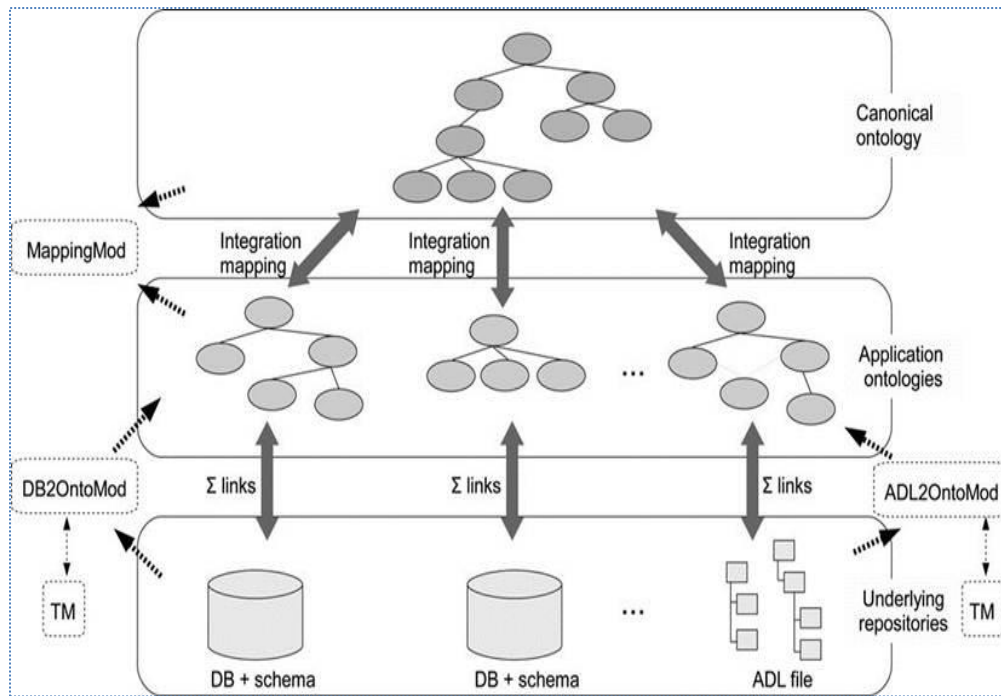 Canonical
ontology
MappingMod
Integration
mapping
Integration
mapping
Integration
mapping
Application
ontologies
...
DB2OntoMod
Σ links
Σ links
Σ links
ADL2OntoMod
TM
...
Underlying
repositories
TM
DB + schema
DB + schema
ADL file